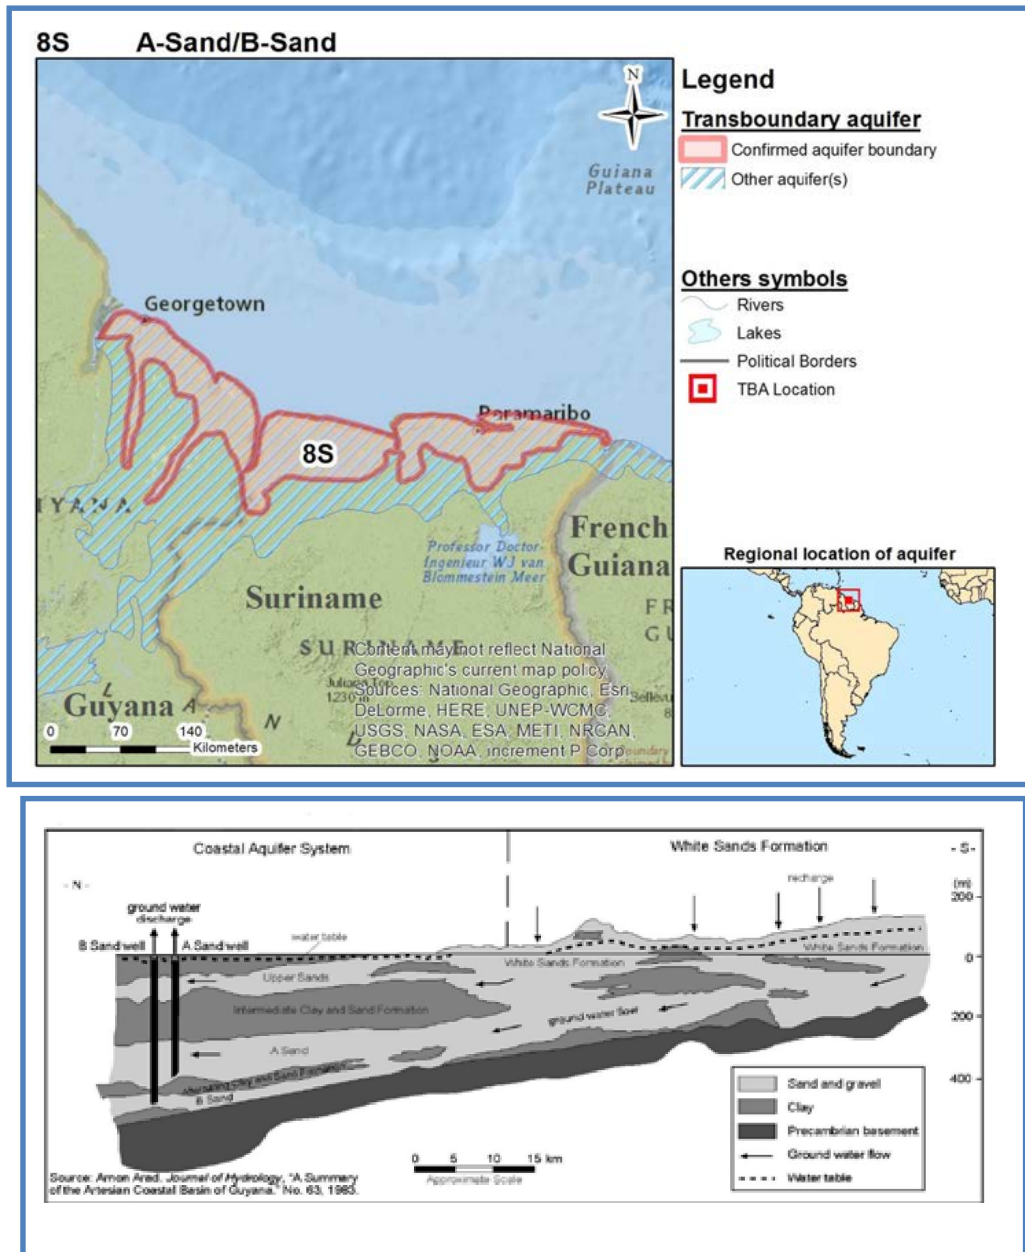 8S A-Sand/B-Sand
N
Guiana
Plateau
Georgetown
Paramaribo
8S
French
Guiana
Professor Doctor-
Ingenieur WJ van
Blommestein Meer
Suriname
SURINAME
Content may not reflect National
Geographic's current map policy.
Sources: National Geographic, Esri,
DeLorme, HERE, UNEP-WCMC,
USGS, NASA, ESA, METI, NRCAN,
GEBCO, NOAA, increment P Corp.
1230 m
Guyana
0 70 140
Kilometers
Legend
Transboundary aquifer
Confirmed aquifer boundary
Other aquifer(s)
Others symbols
Rivers
Lakes
Political Borders
TBA Location
Regional location of aquifer
Coastal Aquifer System
White Sands Formation
- N -
- S -
(m)
ground water
discharge
recharge
B Sand well
A Sand well
water table
200
White Sands Formation
White Sands Formation
0
Upper Sands
Intermediate Clay and Sand Formation
ground water
200
A Sand
Alternating Clay and Sand Formation
B Sand
400
Sand and gravel
Clay
Precambrian basement
Ground water flow
Water table
0 5 10 15 km
Approximate Scale
Source: Arnon Arad. Journal of Hydrology, "A Summary
of the Artesian Coastal Basin of Guyana." No. 63, 1983.